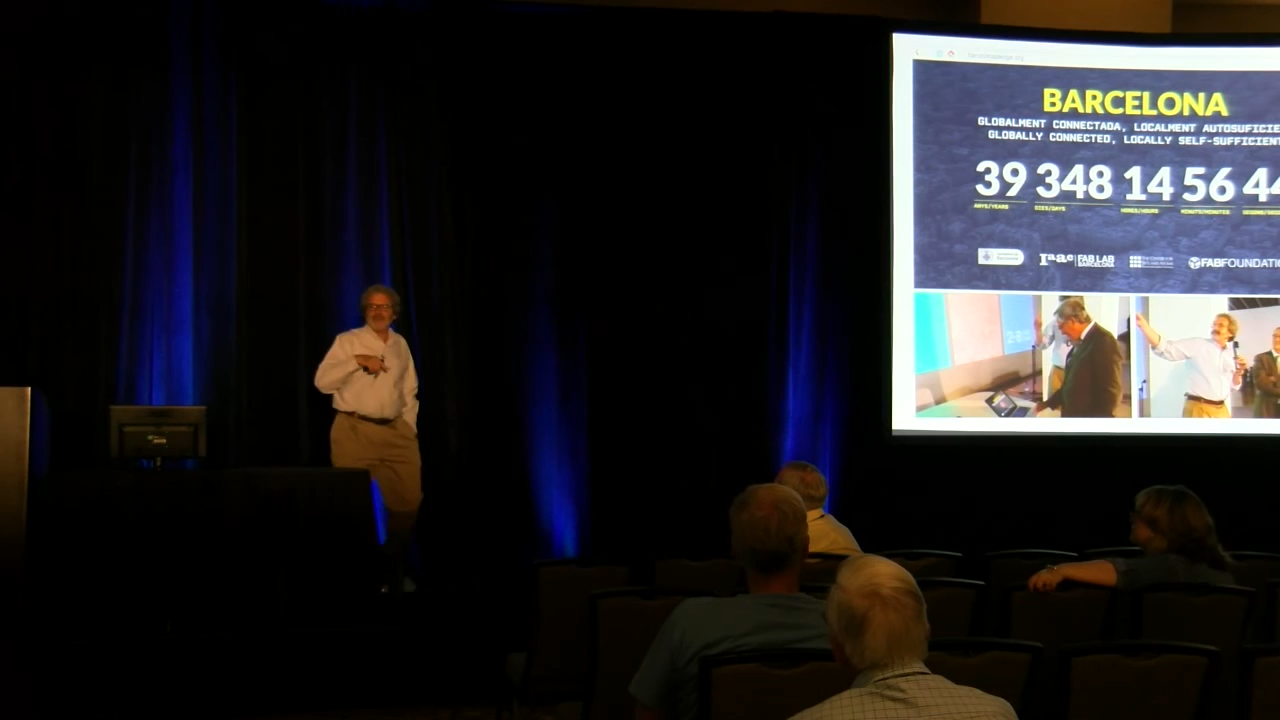 BARCELONA
GLOBALMENT CONNECTADA, LOCALMENT AUTOSUFICIE
GLOBALLY CONNECTED, LOCALLY SELF-SUFFICIENT
39 348 14 56 44
ANYS/YEARS DIES/DAYS HORES/HOURS MINUTS/MINUTES
Iaac FAB LAB BARCELONA FABFOUNDATIO